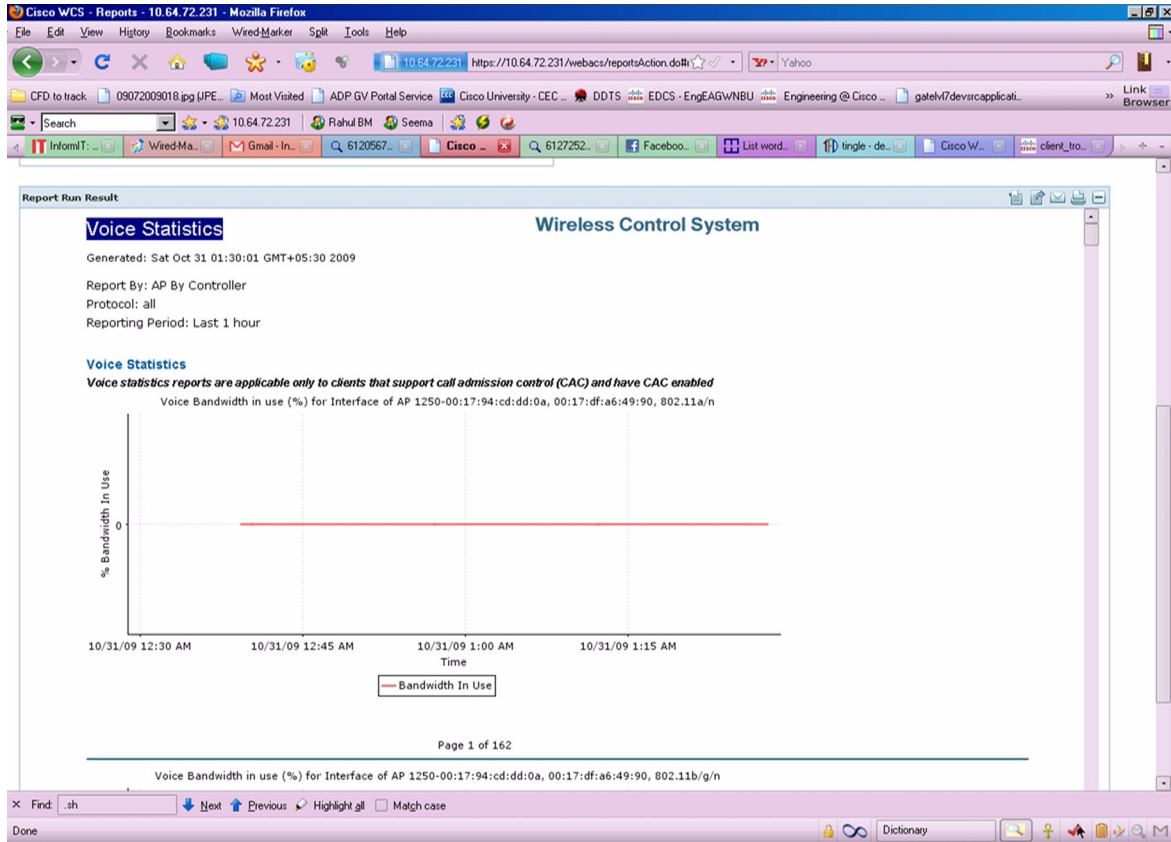 Cisco WCS - Reports - 10.64.72.231 - Mozilla Firefox
File Edit View History Bookmarks Wired-Marker Split Tools Help
10.64.72.231 https://10.64.72.231/webacs/reportsAction.do#i Yahoo
CFD to track 09072009018.jpg (JPE... Most Visited ADP GV Portal Service Cisco University - CEC ... DDTS EDCS - EngEAGWNBU Engineering @ Cisco ... gatelvl7devsrcapplicati... » Link Browser
Search 10.64.72.231 Rahul BM Seema
InformIT: _... Wired-Ma... Gmail - In... 6120567... Cisco _ 6127252... Faceboo... List word... tingle - de... Cisco W... client_tro...
Report Run Result
Voice Statistics
Wireless Control System
Generated: Sat Oct 31 01:30:01 GMT+05:30 2009
Report By: AP By Controller
Protocol: all
Reporting Period: Last 1 hour
Voice Statistics
Voice statistics reports are applicable only to clients that support call admission control (CAC) and have CAC enabled
Voice Bandwidth in use (%) for Interface of AP 1250-00:17:94:cd:dd:0a, 00:17:df:a6:49:90, 802.11a/n
% Bandwidth In Use
0
10/31/09 12:30 AM 10/31/09 12:45 AM 10/31/09 1:00 AM 10/31/09 1:15 AM
Time
Bandwidth In Use
Page 1 of 162
Voice Bandwidth in use (%) for Interface of AP 1250-00:17:94:cd:dd:0a, 00:17:df:a6:49:90, 802.11b/g/n
Find: .sh Next Previous Highlight all Match case
Done Dictionary